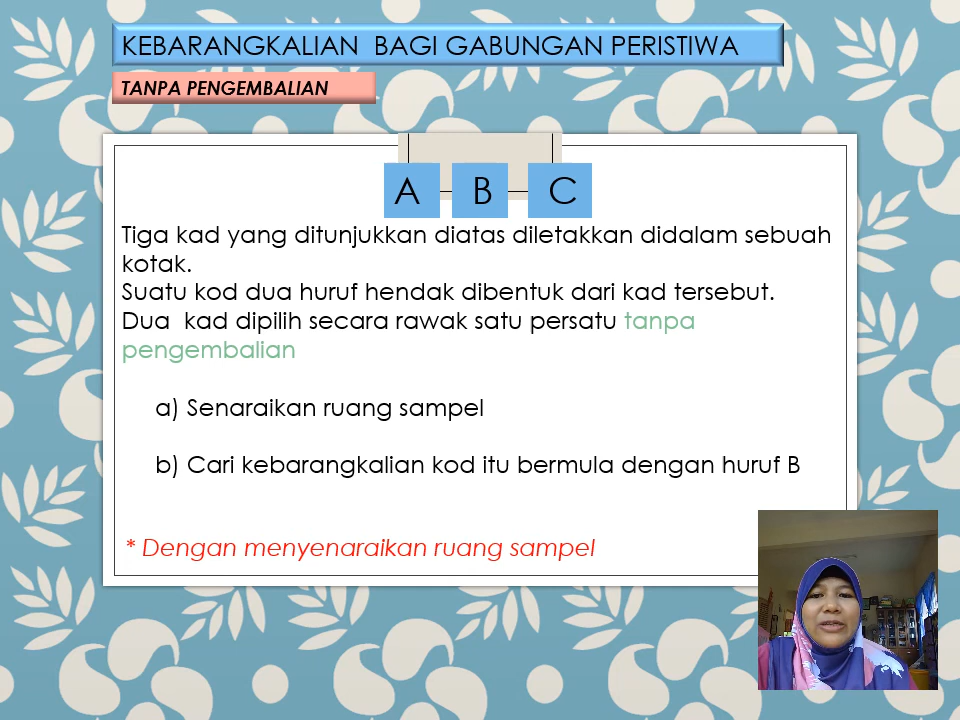 KEBARANGKALIAN BAGI GABUNGAN PERISTIWA
TANPA PENGEMBALIAN
A B C
Tiga kad yang ditunjukkan diatas diletakkan didalam sebuah
kotak.
Suatu kod dua huruf hendak dibentuk dari kad tersebut.
Dua kad dipilih secara rawak satu persatu tanpa
pengembalian
a) Senaraikan ruang sampel
b) Cari kebarangkalian kod itu bermula dengan huruf B
* Dengan menyenaraikan ruang sampel